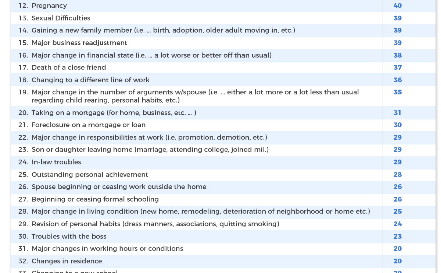 12. Pregnancy 40
13. Sexual Difficulties 39
14. Gaining a new family member (i.e. ... birth, adoption, older adult moving in, etc.) 39
15. Major business readjustment 39
16. Major change in financial state (i.e. ... a lot worse or better off than usual) 38
17. Death of a close friend 37
18. Changing to a different line of work 36
19. Major change in the number of arguments w/spouse (i.e. ... either a lot more or a lot less than usual 35
regarding child rearing, personal habits, etc.)
20. Taking on a mortgage (for home, business, etc. ... ) 31
21. Foreclosure on a mortgage or loan 30
22. Major change in responsibilities at work (i.e. promotion, demotion, etc.) 29
23. Son or daughter leaving home (marriage, attending college, joined mil.) 29
24. In-law troubles 29
25. Outstanding personal achievement 28
26. Spouse beginning or ceasing work outside the home 26
27. Beginning or ceasing formal schooling 26
28. Major change in living condition (new home, remodeling, deterioration of neighborhood or home etc.) 25
29. Revision of personal habits (dress manners, associations, quitting smoking) 24
30. Troubles with the boss 23
31. Major changes in working hours or conditions 20
32. Changes in residence 20
33. Changing to a new school 20